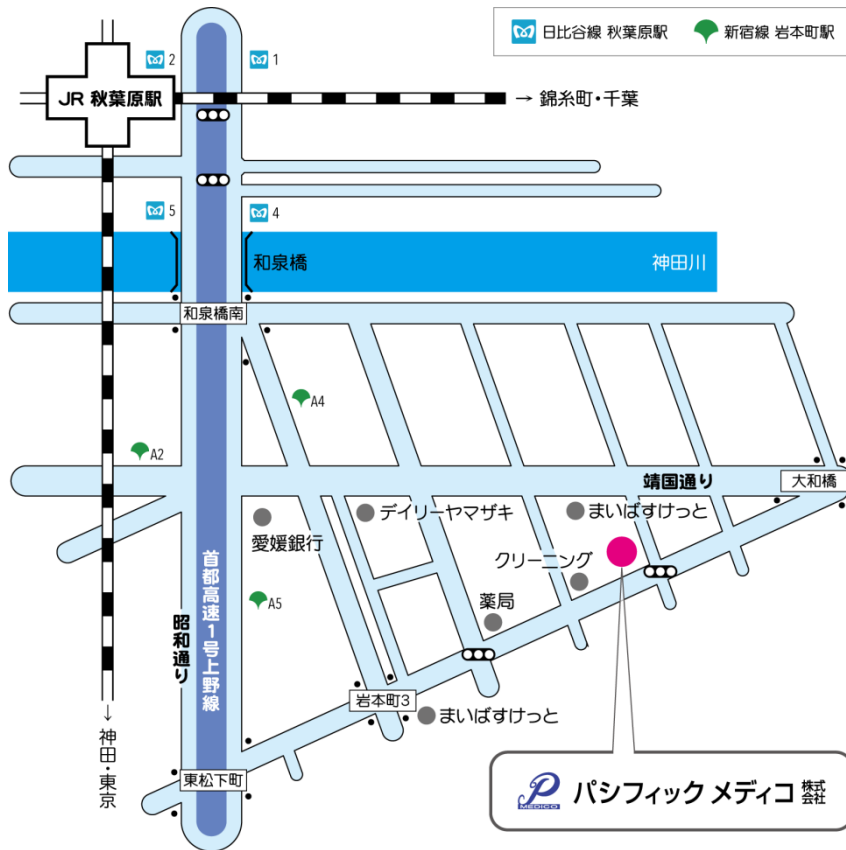 日比谷線 秋葉原駅
新宿線 岩本町駅
2
1
JR 秋葉原駅
→ 錦糸町・千葉
5
4
和泉橋
神田川
和泉橋南
A4
A2
靖国通り
大和橋
デイリーヤマザキ
まいばすけっと
愛媛銀行
クリーニング
首都高速1号上野線
A5
薬局
昭和通り
岩本町3
まいばすけっと
↓神田・東京
東松下町
P MEDICO パシフィック メディコ 株式会社